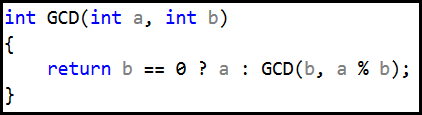 int GCD(int a, int b)
{
    return b == 0 ? a : GCD(b, a % b);
}